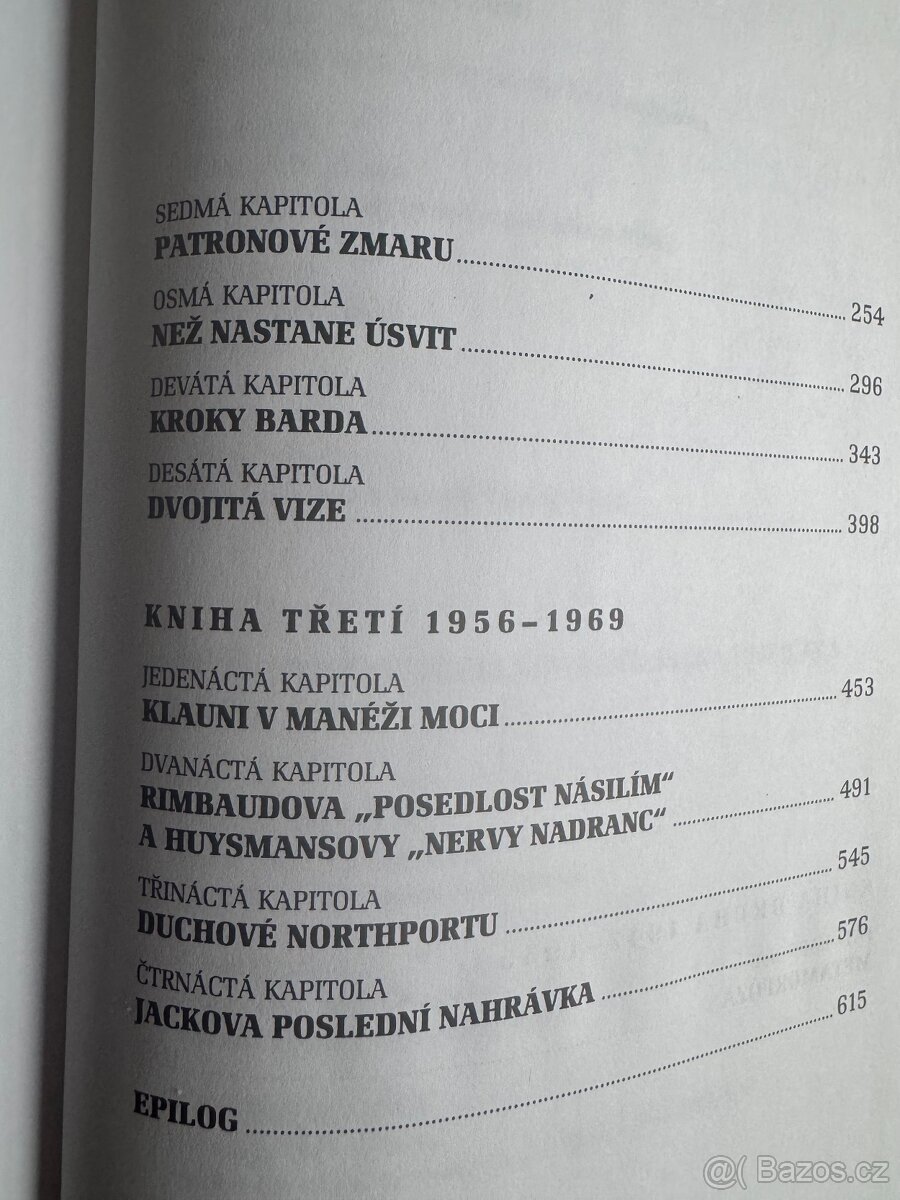 SEDMÁ KAPITOLA
PATRONOVÉ ZMARU 254
OSMÁ KAPITOLA
NEŽ NASTANE ÚSVIT 296
DEVÁTÁ KAPITOLA
KROKY BARDA 343
DESÁTÁ KAPITOLA
DVOJITÁ VIZE 398
KNIHA TŘETÍ 1956–1969
JEDENÁCTÁ KAPITOLA
KLAUNI V MANÉŽI MOCI 453
DVANÁCTÁ KAPITOLA
RIMBAUDOVA „POSEDLOST NÁSILÍM“
A HUYSMANSOVY „NERVY NADRANC“ 491
TŘINÁCTÁ KAPITOLA
DUCHOVÉ NORTHPORTU 545
ČTRNÁCTÁ KAPITOLA
JACKOVA POSLEDNÍ NAHRÁVKA 576
EPILOG 615
@( Bazos.cz